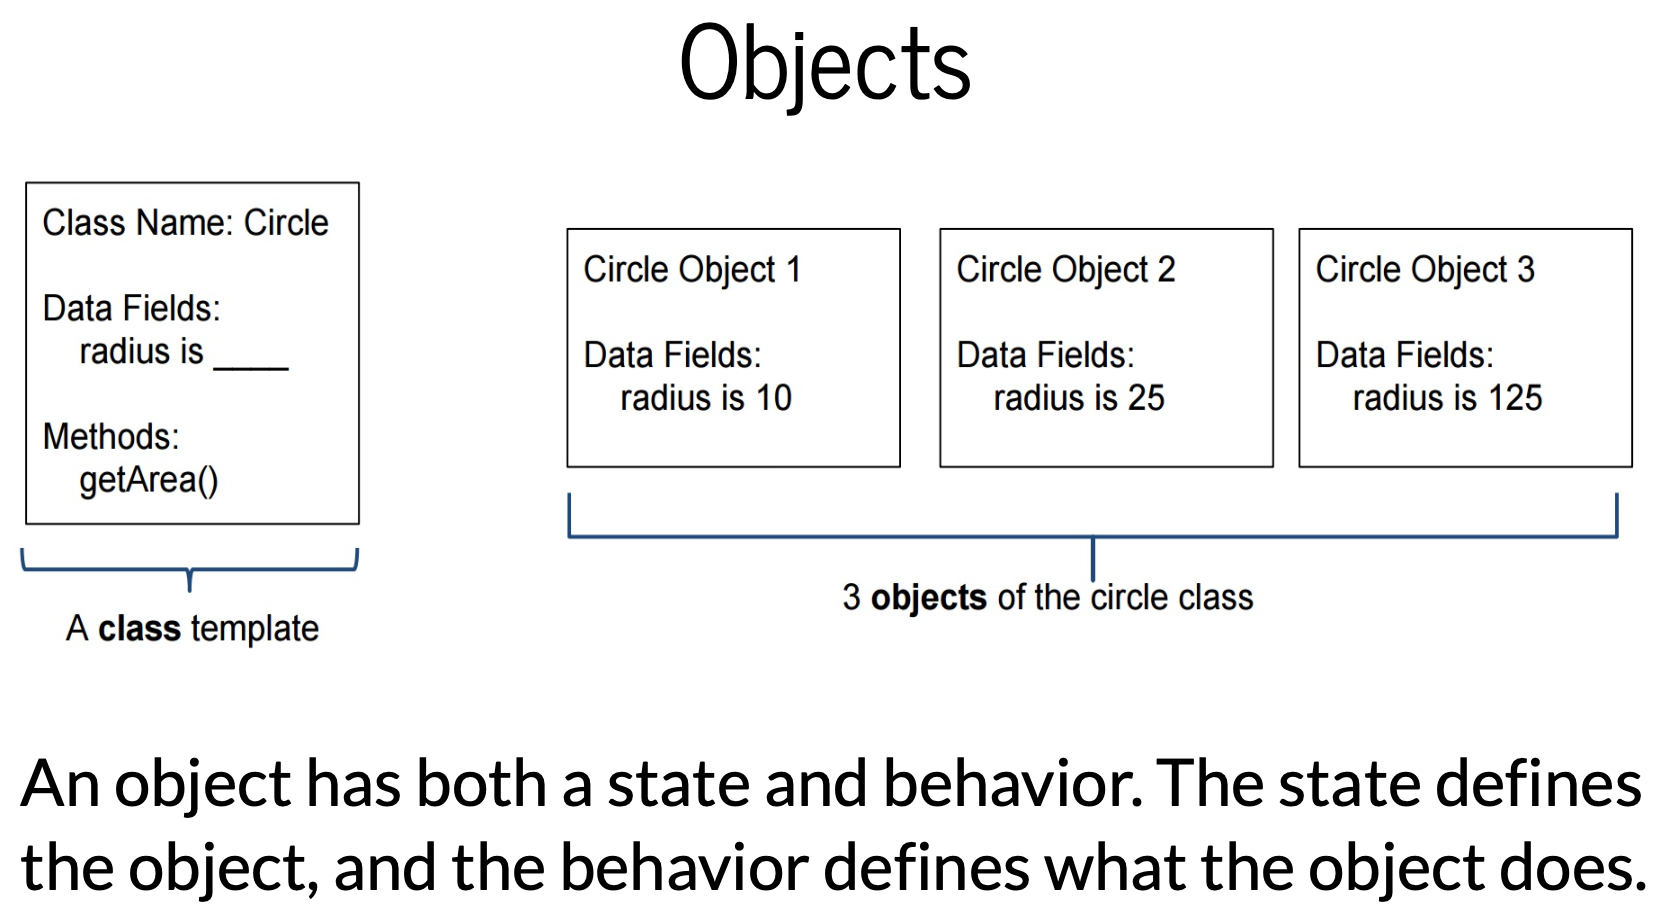 Objects
Class Name: Circle
Data Fields:
radius is ____
Methods:
getArea()
A class template
Circle Object 1
Data Fields:
radius is 10
Circle Object 2
Data Fields:
radius is 25
Circle Object 3
Data Fields:
radius is 125
3 objects of the circle class
An object has both a state and behavior. The state defines
the object, and the behavior defines what the object does.